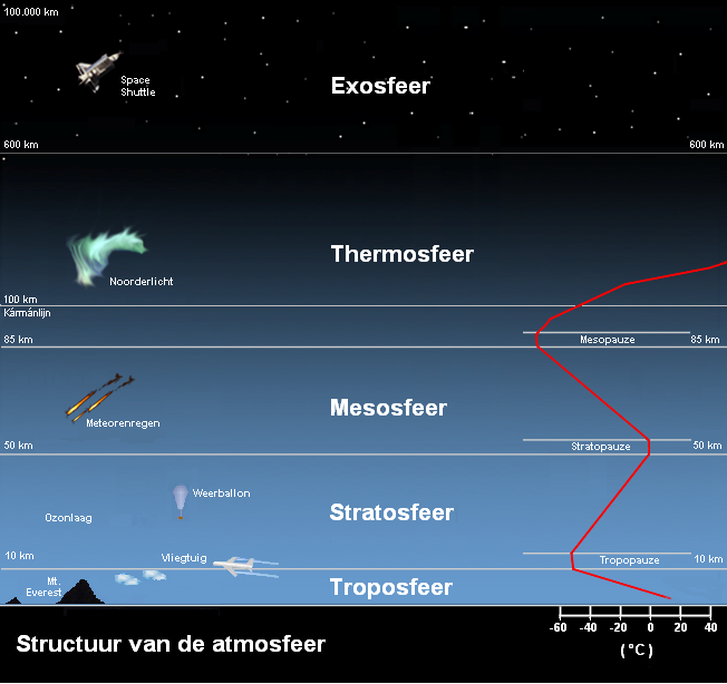 100.000 km
Space
Shuttle
Exosfeer
600 km
600 km
Thermosfeer
Noorderlicht
100 km
Kármánlijn
Mesopauze
85 km
85 km
Mesosfeer
Meteorenregen
Stratopauze
50 km
50 km
Weerballon
Ozonlaag
Stratosfeer
10 km
Vliegtuig
Tropopauze
10 km
Mt.
Everest
Troposfeer
-60 -40 -20 0 20 40
(°C)
Structuur van de atmosfeer